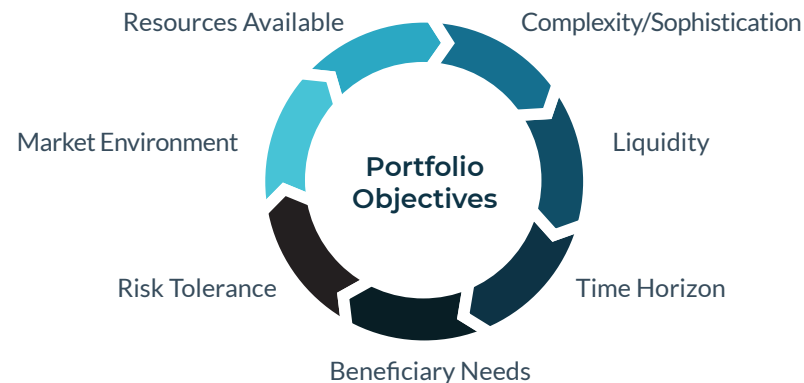 Resources Available
Complexity/Sophistication
Market Environment
Liquidity
Portfolio
Objectives
Risk Tolerance
Time Horizon
Beneficiary Needs